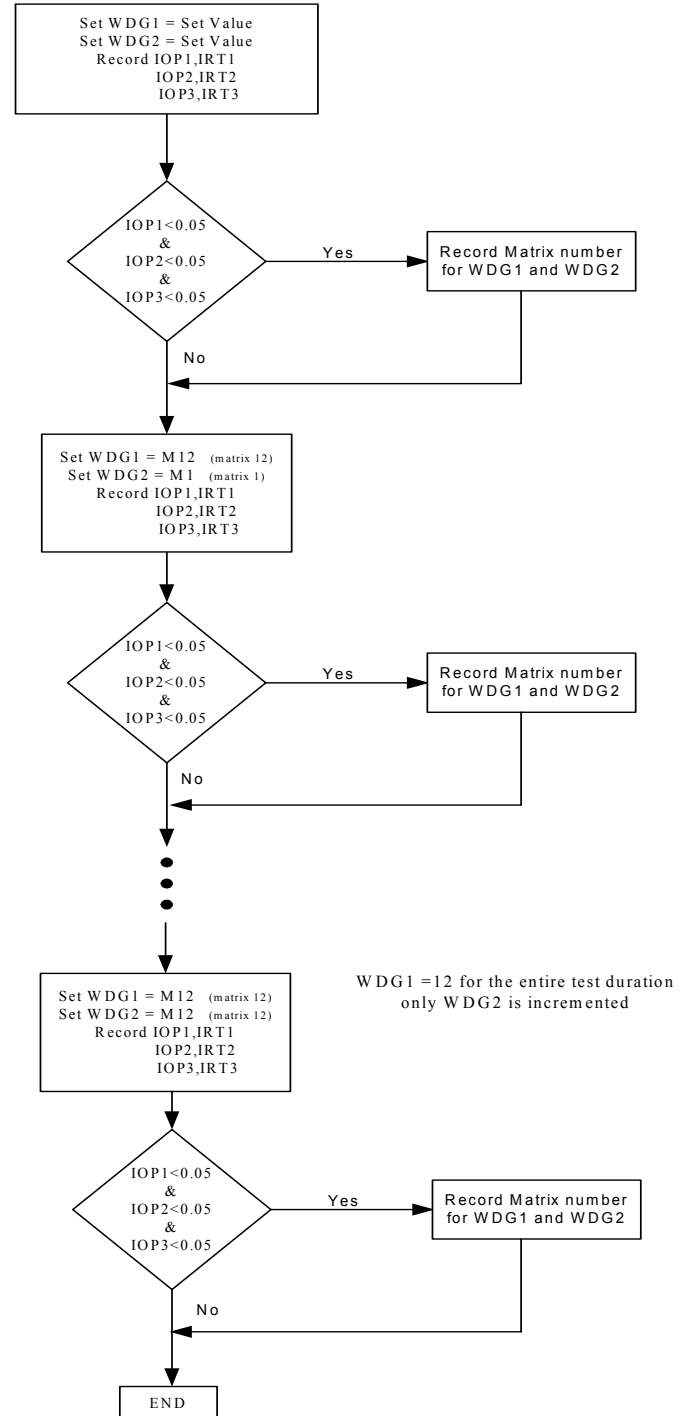 Set WDG1 = Set Value
Set WDG2 = Set Value
Record IOP1,IRT1
IOP2,IRT2
IOP3,IRT3
IOP1<0.05
&
IOP2<0.05
&
IOP3<0.05
Yes
Record Matrix number
for WDG1 and WDG2
No
Set WDG1 = M12 (matrix 12)
Set WDG2 = M1 (matrix 1)
Record IOP1,IRT1
IOP2,IRT2
IOP3,IRT3
IOP1<0.05
&
IOP2<0.05
&
IOP3<0.05
Yes
Record Matrix number
for WDG1 and WDG2
No
WDG1 =12 for the entire test duration
only WDG2 is incremented
Set WDG1 = M12 (matrix 12)
Set WDG2 = M12 (matrix 12)
Record IOP1,IRT1
IOP2,IRT2
IOP3,IRT3
IOP1<0.05
&
IOP2<0.05
&
IOP3<0.05
Yes
Record Matrix number
for WDG1 and WDG2
No
END